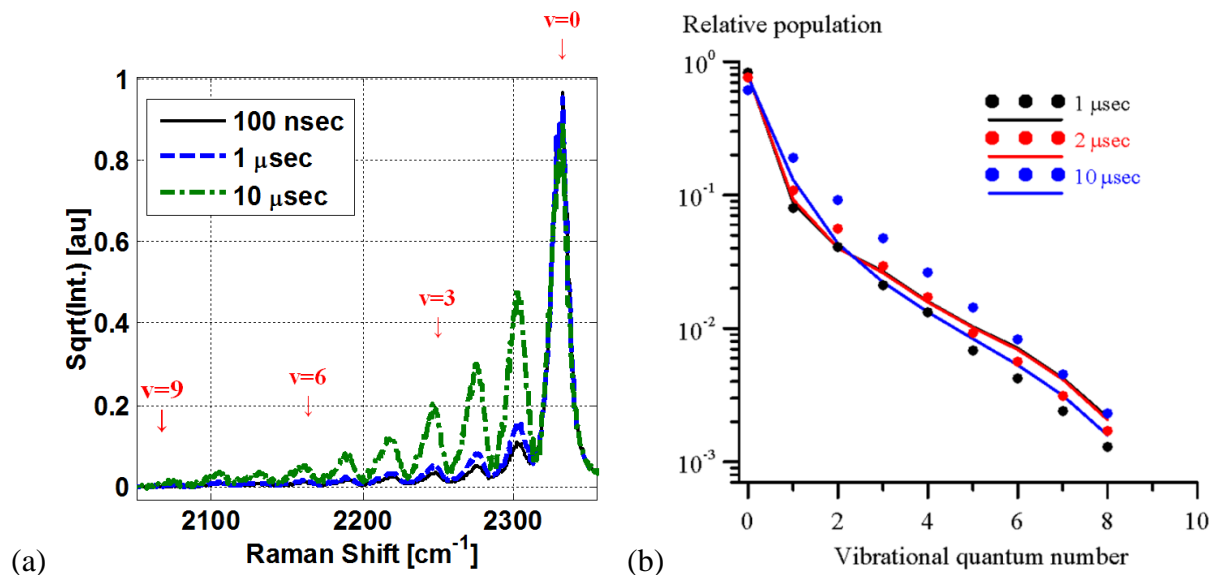 v=0
↓
1
0.8
0.6
0.4
0.2
0
Sqrt(Int.) [au]
100 nsec
1 μsec
10 μsec
v=3
↓
v=6
↓
v=9
↓
2100 2200 2300
Raman Shift [cm⁻¹]
(a)
Relative population
10⁰
10⁻¹
10⁻²
10⁻³
1 μsec
2 μsec
10 μsec
0 2 4 6 8 10
Vibrational quantum number
(b)